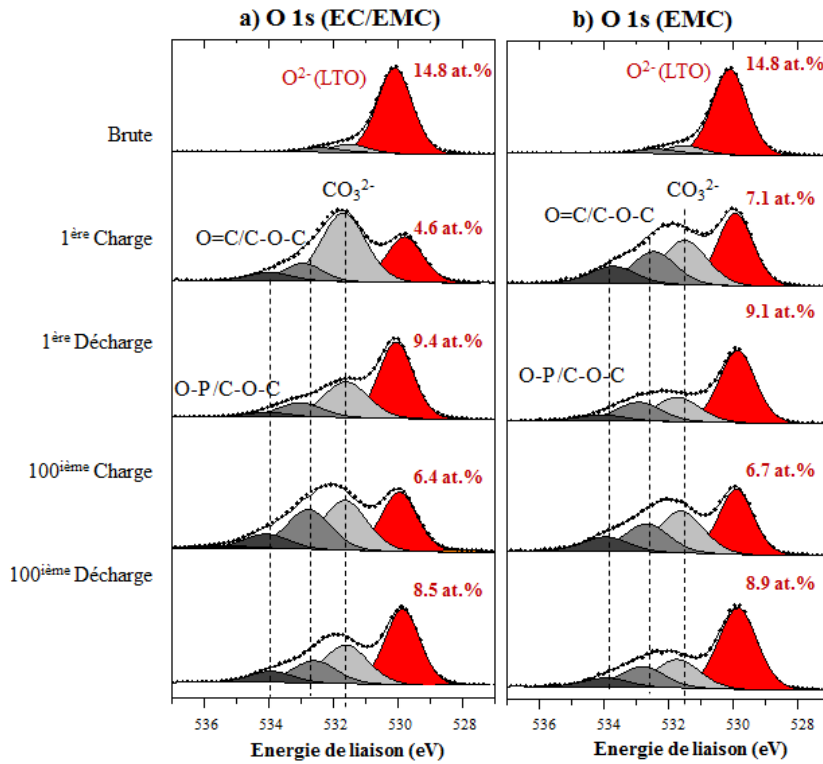 a) O 1s (EC/EMC)
b) O 1s (EMC)
O²⁻ (LTO)
14.8 at.%
O²⁻ (LTO)
14.8 at.%
Brute
CO₃²⁻
O=C/C-O-C
4.6 at.%
CO₃²⁻
O=C/C-O-C
7.1 at.%
1ère Charge
1ère Décharge
9.4 at.%
9.1 at.%
O-P/C-O-C
O-P/C-O-C
100ième Charge
6.4 at.%
6.7 at.%
100ième Décharge
8.5 at.%
8.9 at.%
536 534 532 530 528
536 534 532 530 528
Energie de liaison (eV)
Energie de liaison (eV)